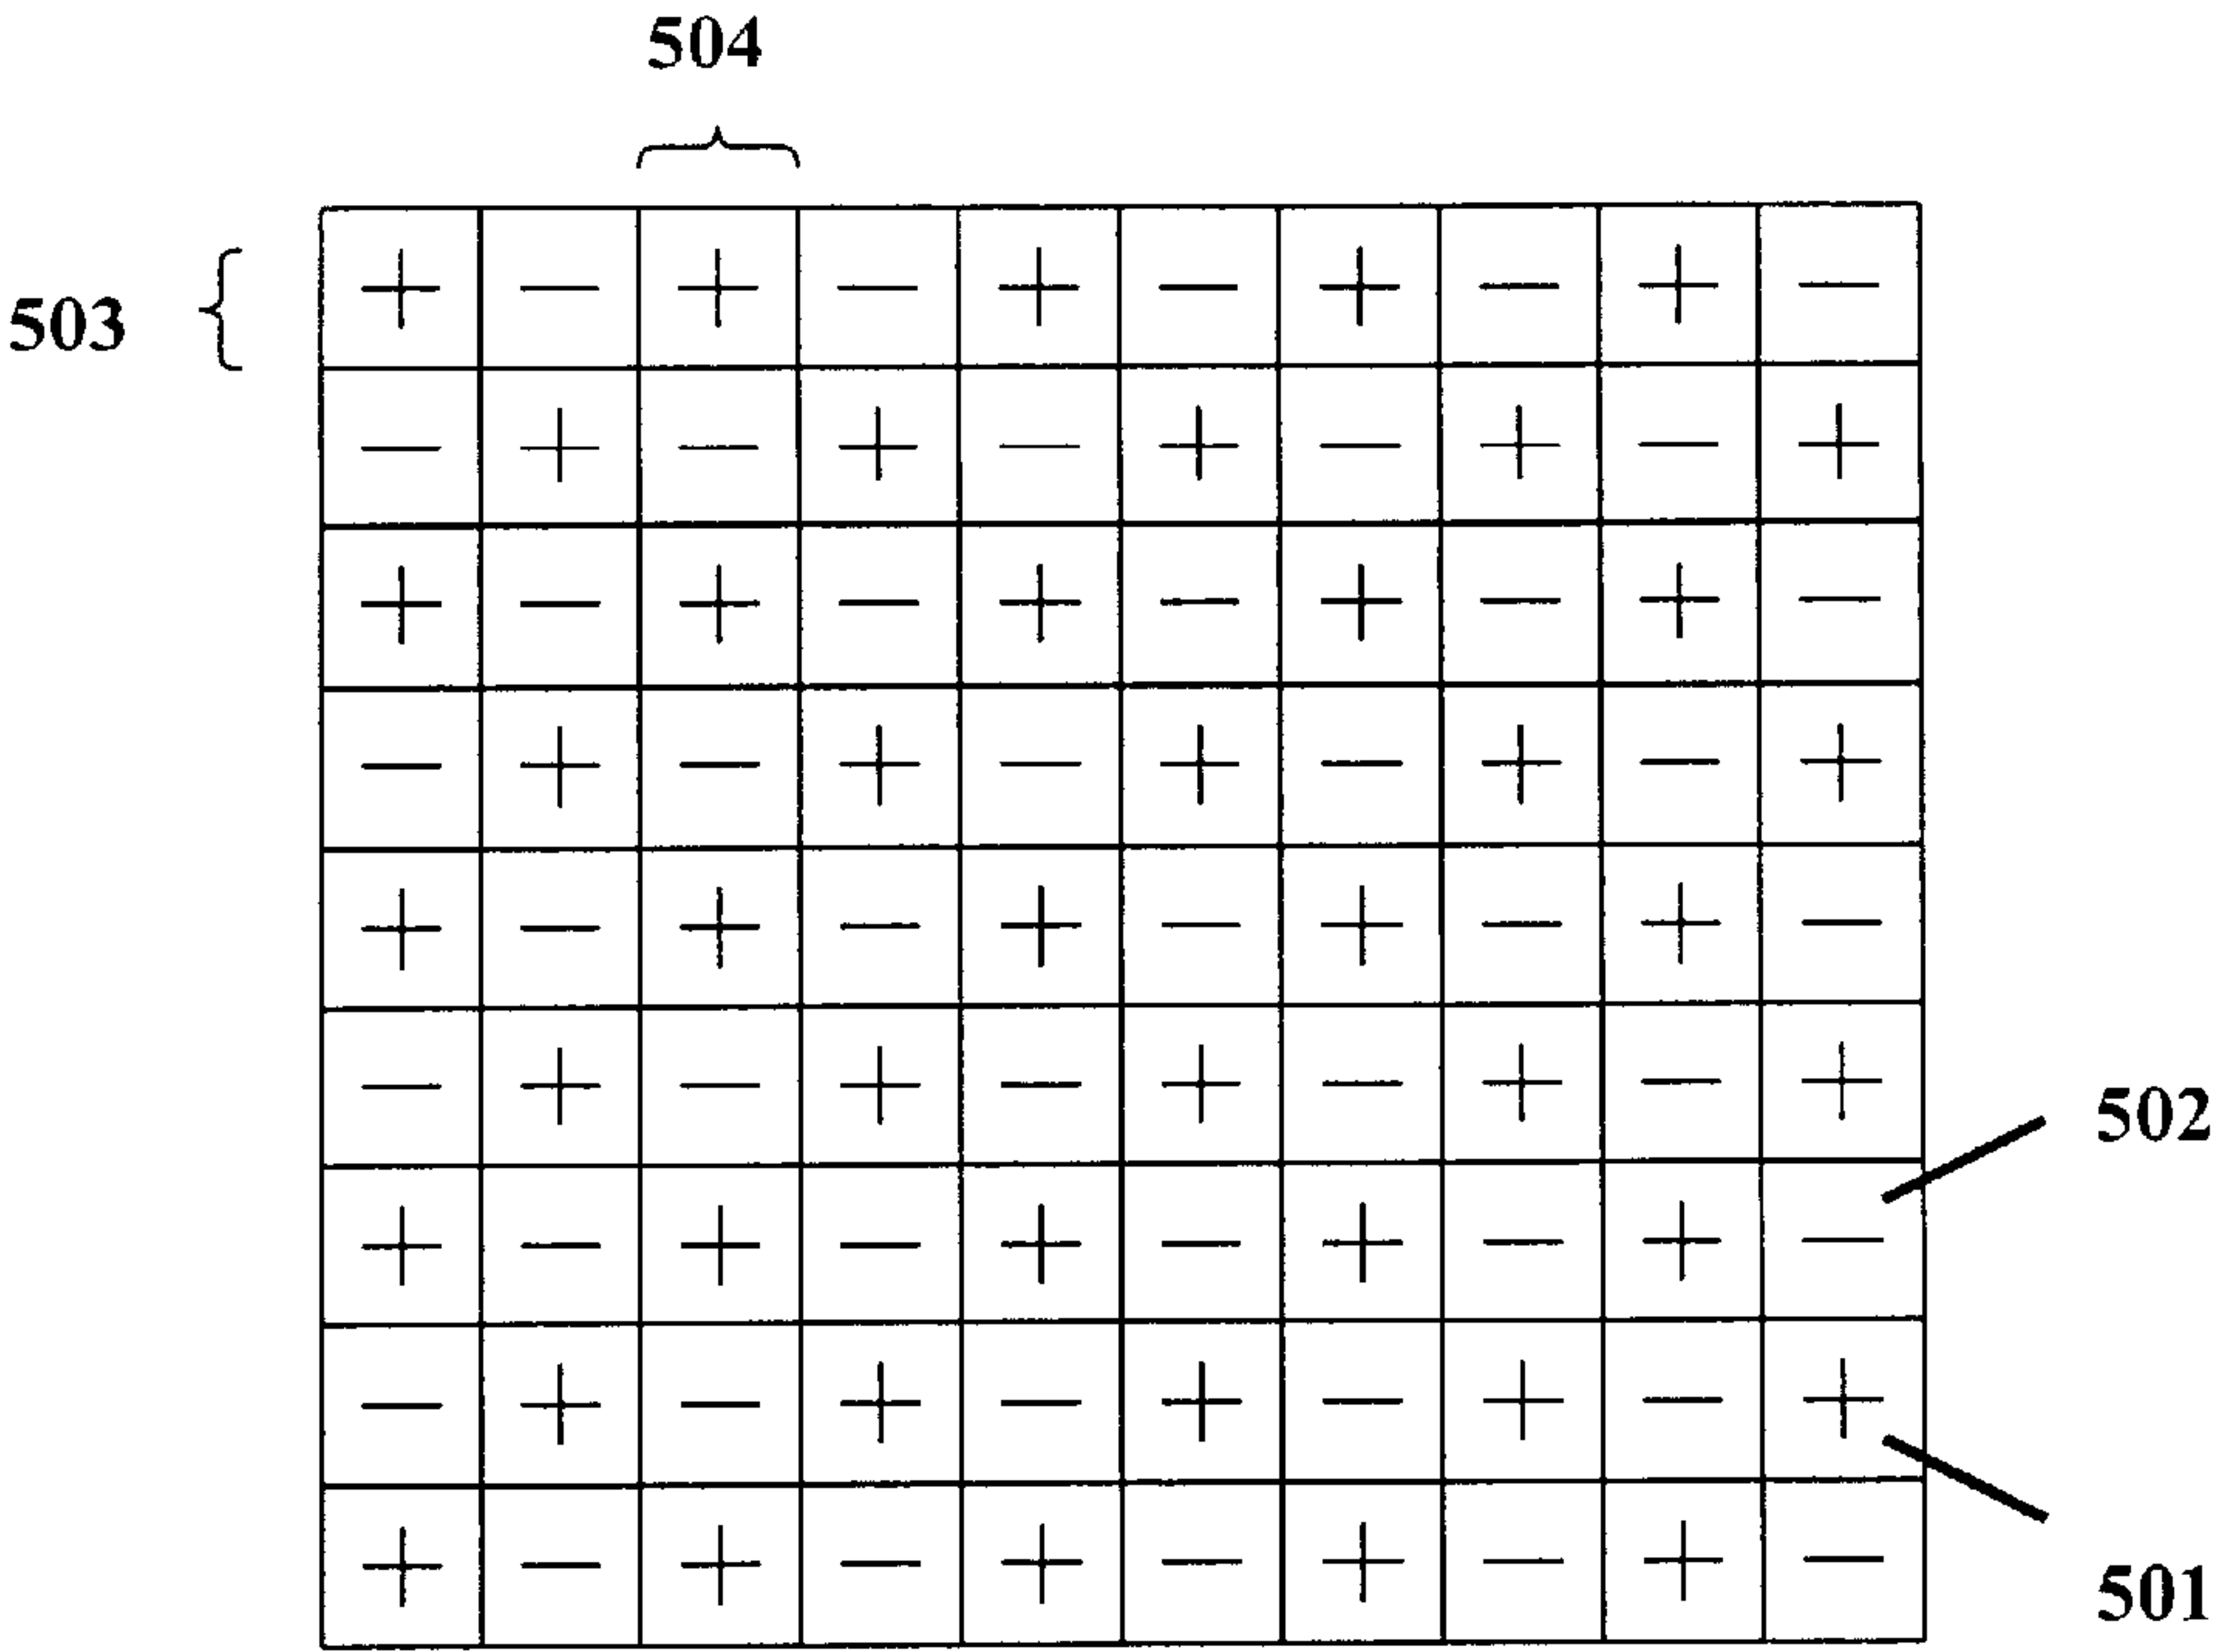 504
503
+ − + − + − + − + −
− + − + − + − + − +
+ − + − + − + − + −
− + − + − + − + − +
+ − + − + − + − + −
− + − + − + − + − +
502
+ − + − + − + − + −
− + − + − + − + − +
501
+ − + − + − + − + −